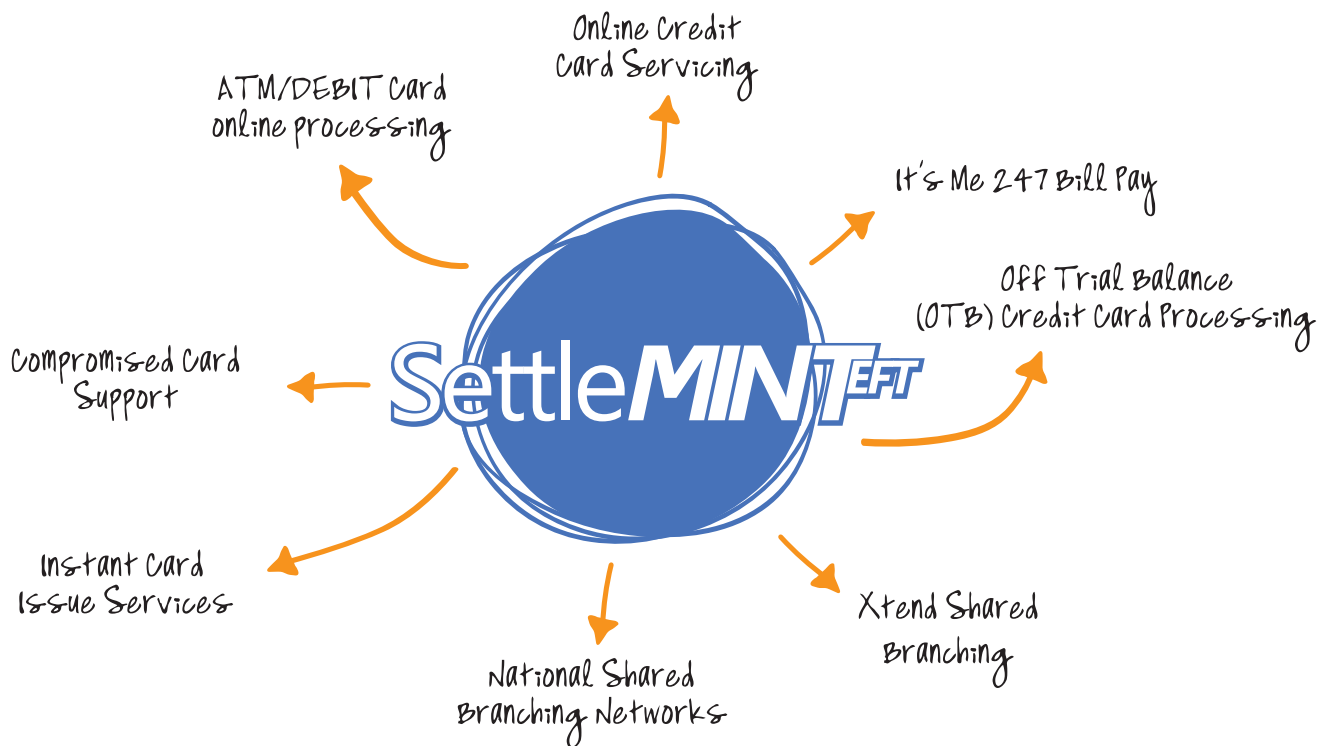 Online Credit
Card Servicing
ATM/DEBIT Card
online processing
It's Me 247 Bill Pay
Off Trial Balance
(OTB) Credit Card Processing
SettleMINT EFT
Compromised Card
Support
Instant Card
Issue Services
Xtend Shared
Branching
National Shared
Branching Networks